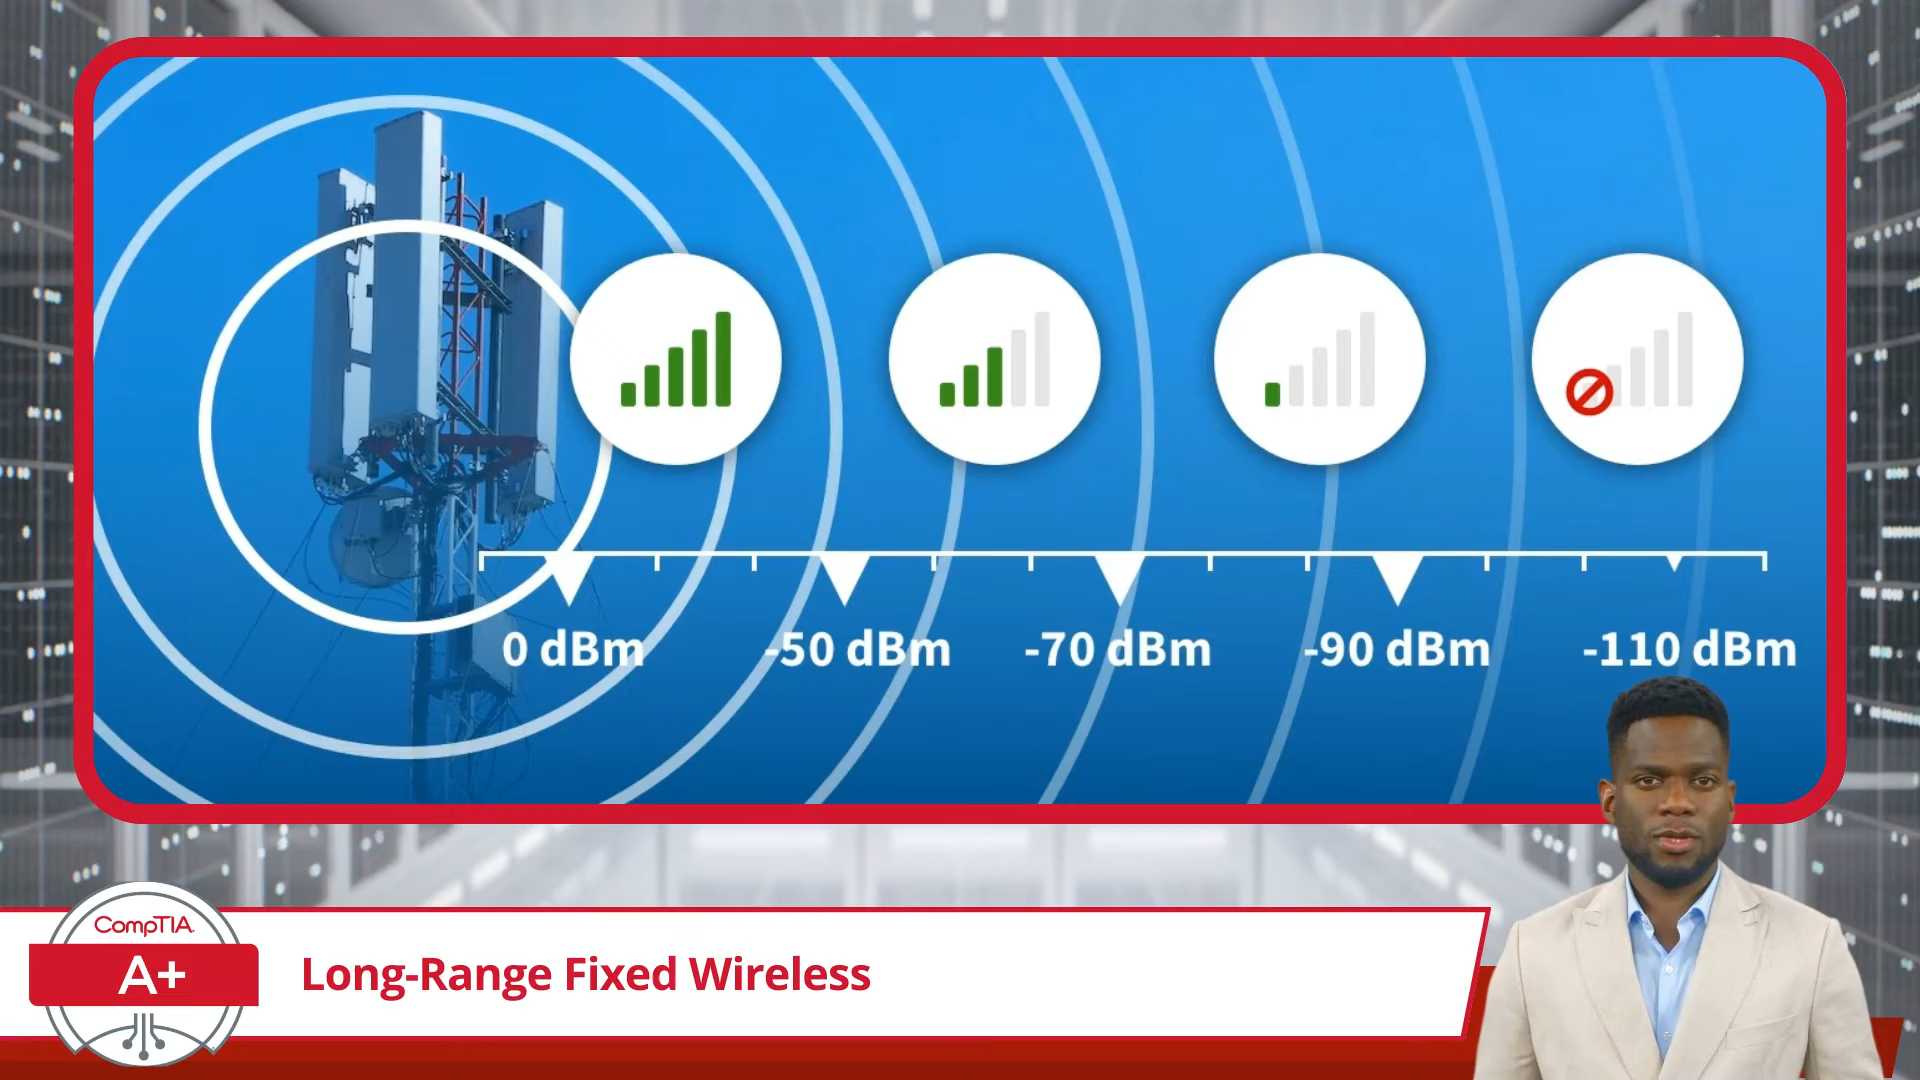 0 dBm
-50 dBm
-70 dBm
-90 dBm
-110 dBm
CompTIA.
A+
Long-Range Fixed Wireless